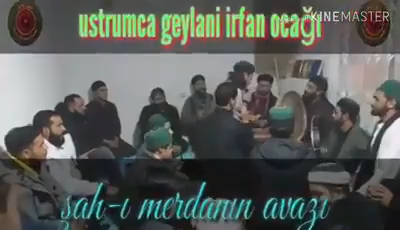 ustrumca geylani irfan ocağı
KINEMASTER
şah-ı merdanın avazı